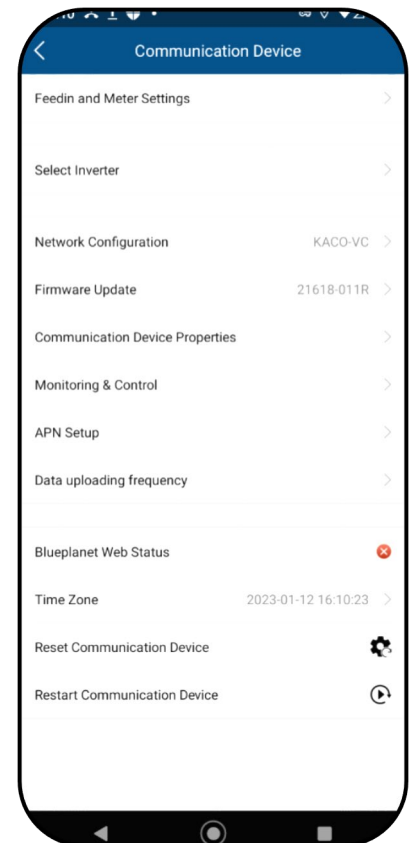 Communication Device
Feedin and Meter Settings
Select Inverter
Network Configuration KACO-VC
Firmware Update 21618-011R
Communication Device Properties
Monitoring & Control
APN Setup
Data uploading frequency
Blueplanet Web Status
Time Zone 2023-01-12 16:10:23
Reset Communication Device
Restart Communication Device